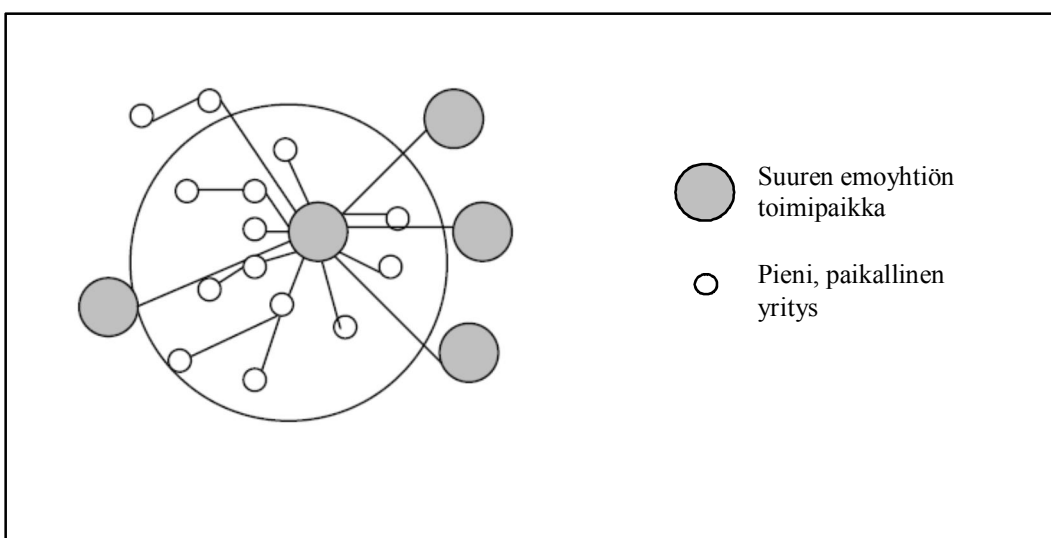 Suuren emoyhtiön
toimipaikka
Pieni, paikallinen
yritys